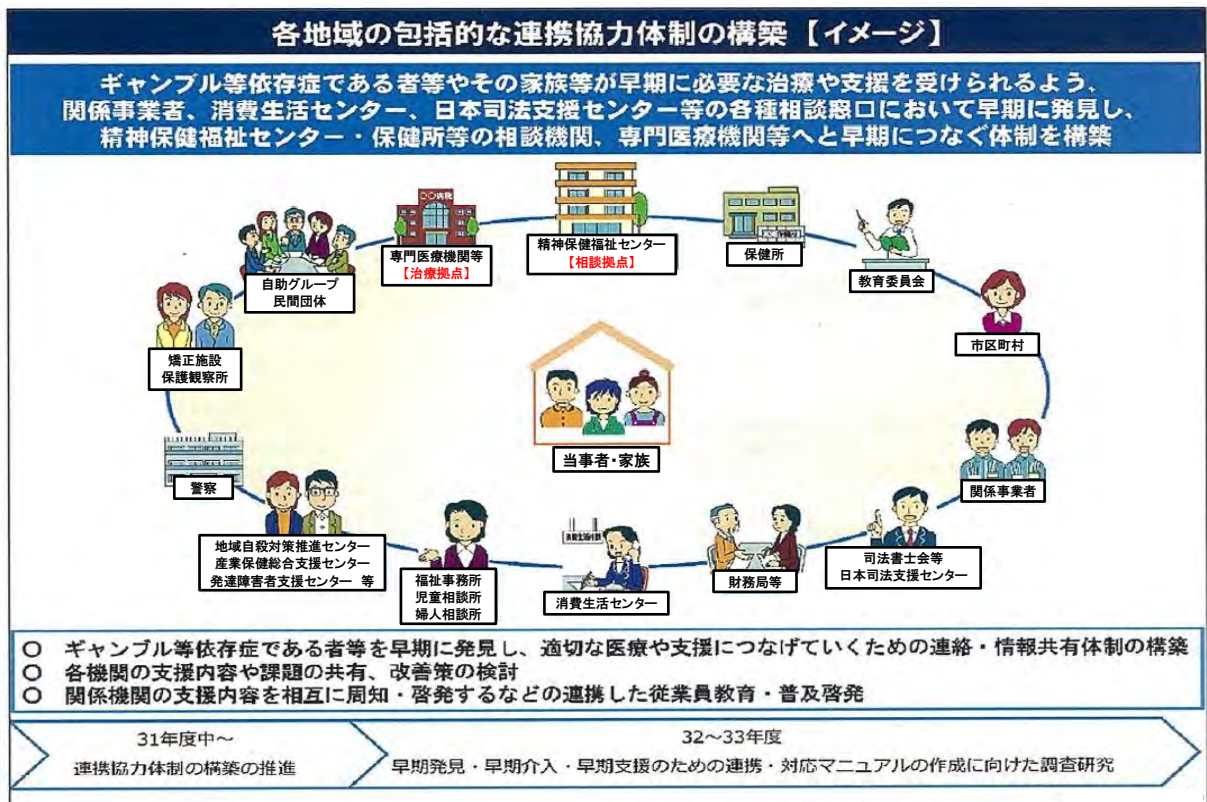 各地域の包括的な連携協力体制の構築【イメージ】
ギャンブル等依存症である者等やその家族等が早期に必要な治療や支援を受けられるよう、
関係事業者、消費生活センター、日本司法支援センター等の各種相談窓口において早期に発見し、
精神保健福祉センター・保健所等の相談機関、専門医療機関等へと早期につなぐ体制を構築
〇〇病院
自助グループ
民間団体
専門医療機関等
【治療拠点】
精神保健福祉センター
【相談拠点】
保健所
教育委員会
市区町村
矯正施設
保護観察所
当事者・家族
警察
関係事業者
地域自殺対策推進センター
産業保健総合支援センター
発達障害者支援センター 等
福祉事務所
児童相談所
婦人相談所
消費生活センター
財務局等
司法書士会等
日本司法支援センター
〇 ギャンブル等依存症である者等を早期に発見し、適切な医療や支援につなげていくための連絡・情報共有体制の構築
〇 各機関の支援内容や課題の共有、改善策の検討
〇 関係機関の支援内容を相互に周知・啓発するなどの連携した従業員教育・普及啓発
31年度中～
連携協力体制の構築の推進
32～33年度
早期発見・早期介入・早期支援のための連携・対応マニュアルの作成に向けた調査研究